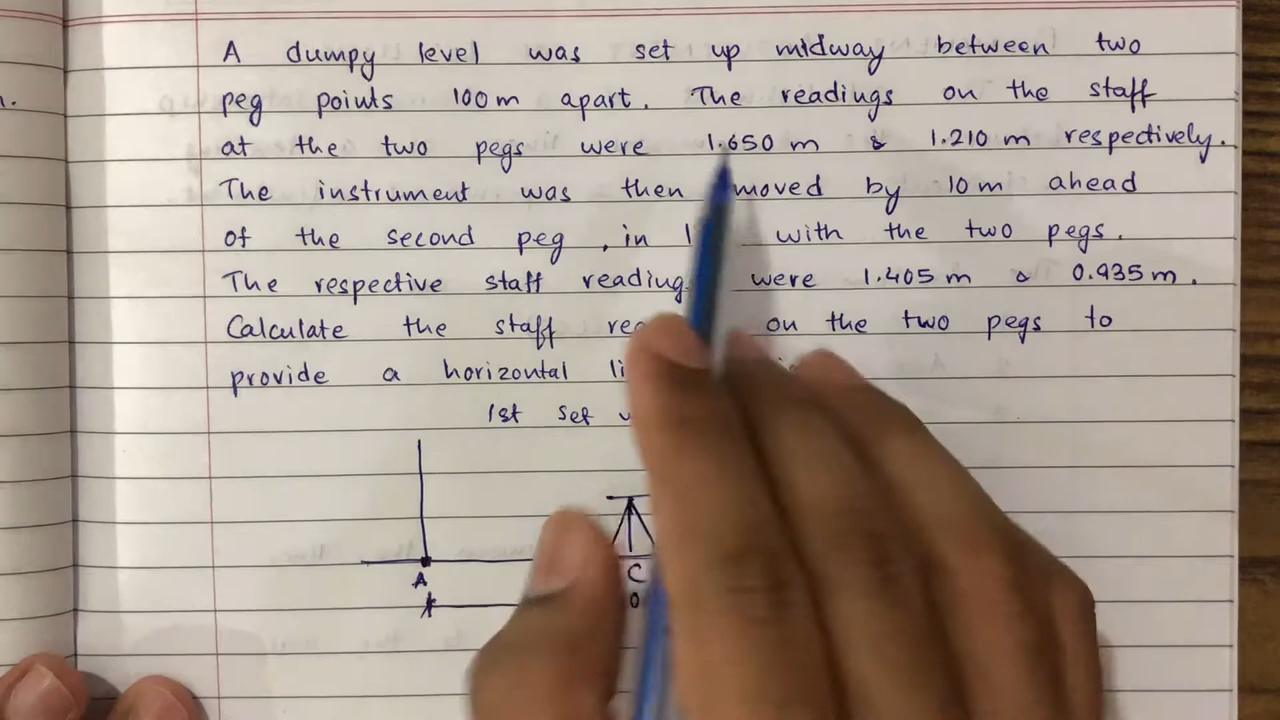 A dumpy level was set up midway between two
peg points 100m apart. The readings on the staff
at the two pegs were 1.650 m & 1.210 m respectively.
The instrument was then moved by 10 m ahead
of the second peg, in with the two pegs.
The respective staff reading were 1.405 m & 0.935 m.
Calculate the staff on the two pegs to
provide a horizontal
1st set
A
C